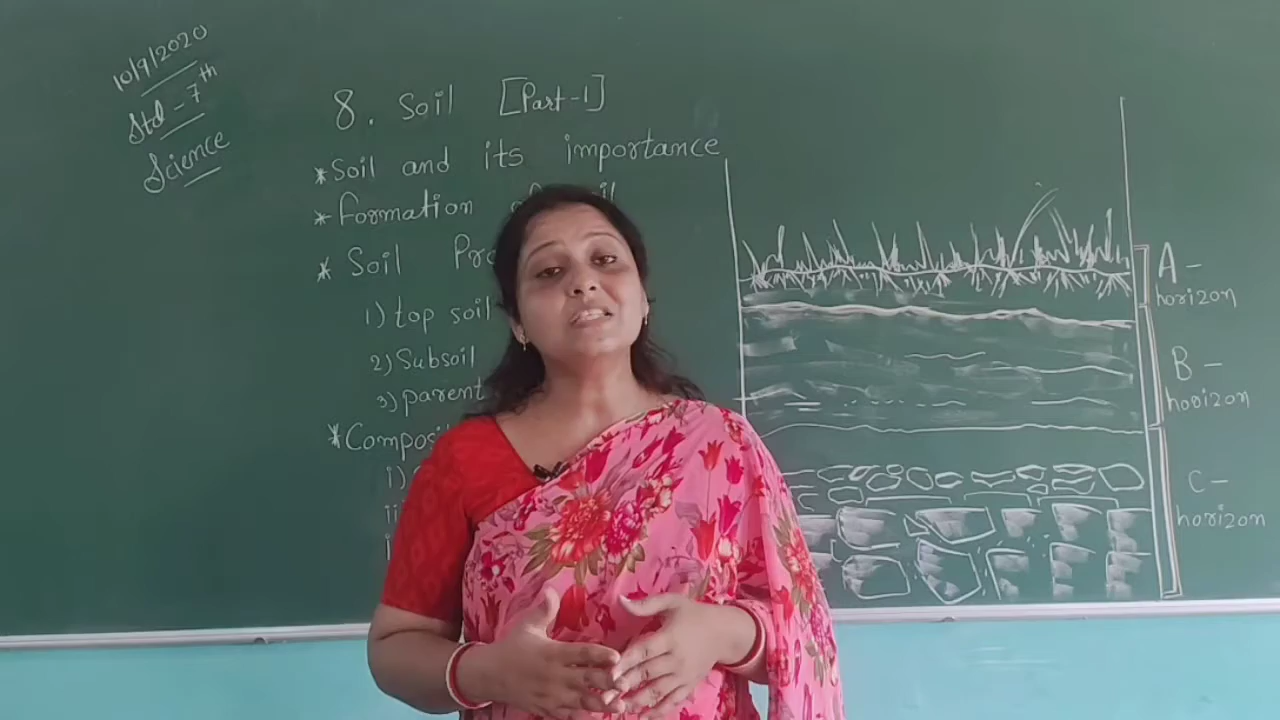 10/9/2020
Std - 7th
Science
8. Soil [Part-1]
*Soil and its importance
*Formation
* Soil
1) top soil
2) Subsoil
3) parent
*
i)
A - horizon
B - horizon
C - horizon